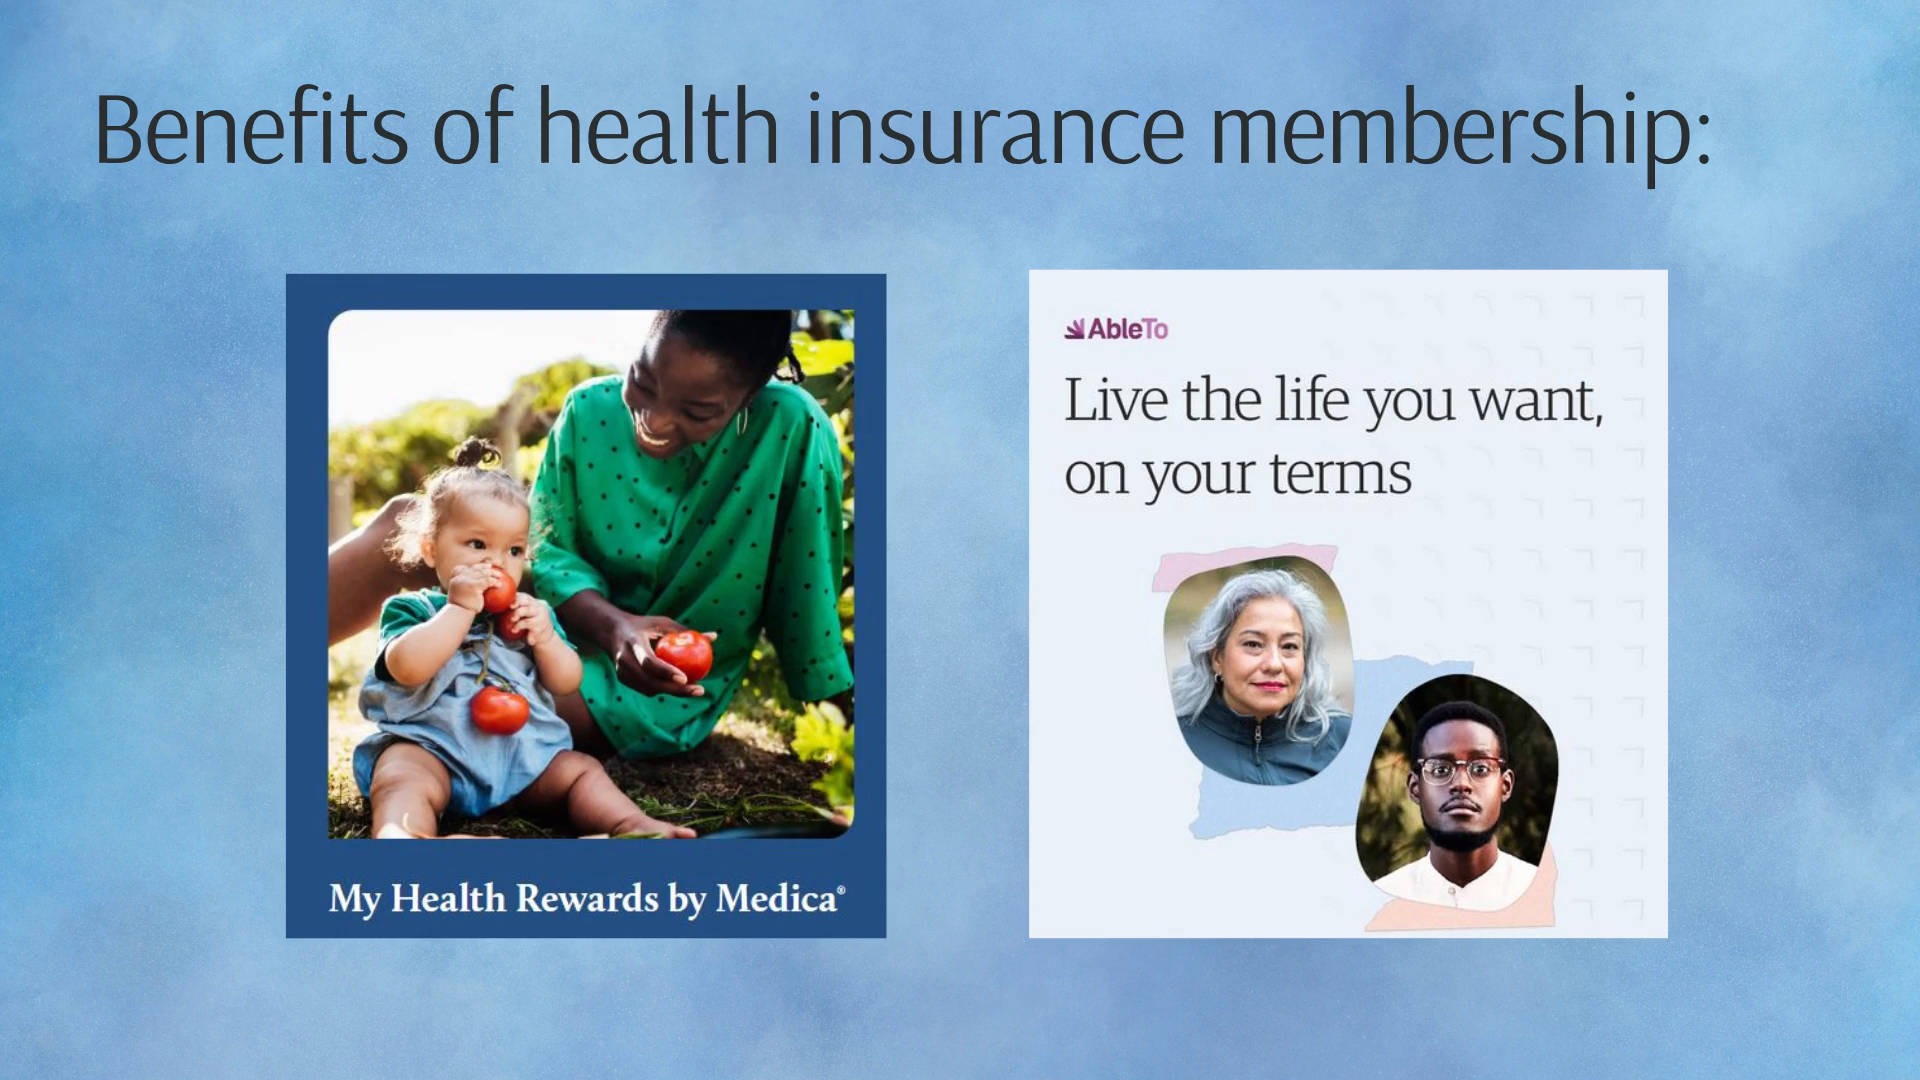 Benefits of health insurance membership:
My Health Rewards by Medica®
AbleTo
Live the life you want,
on your terms